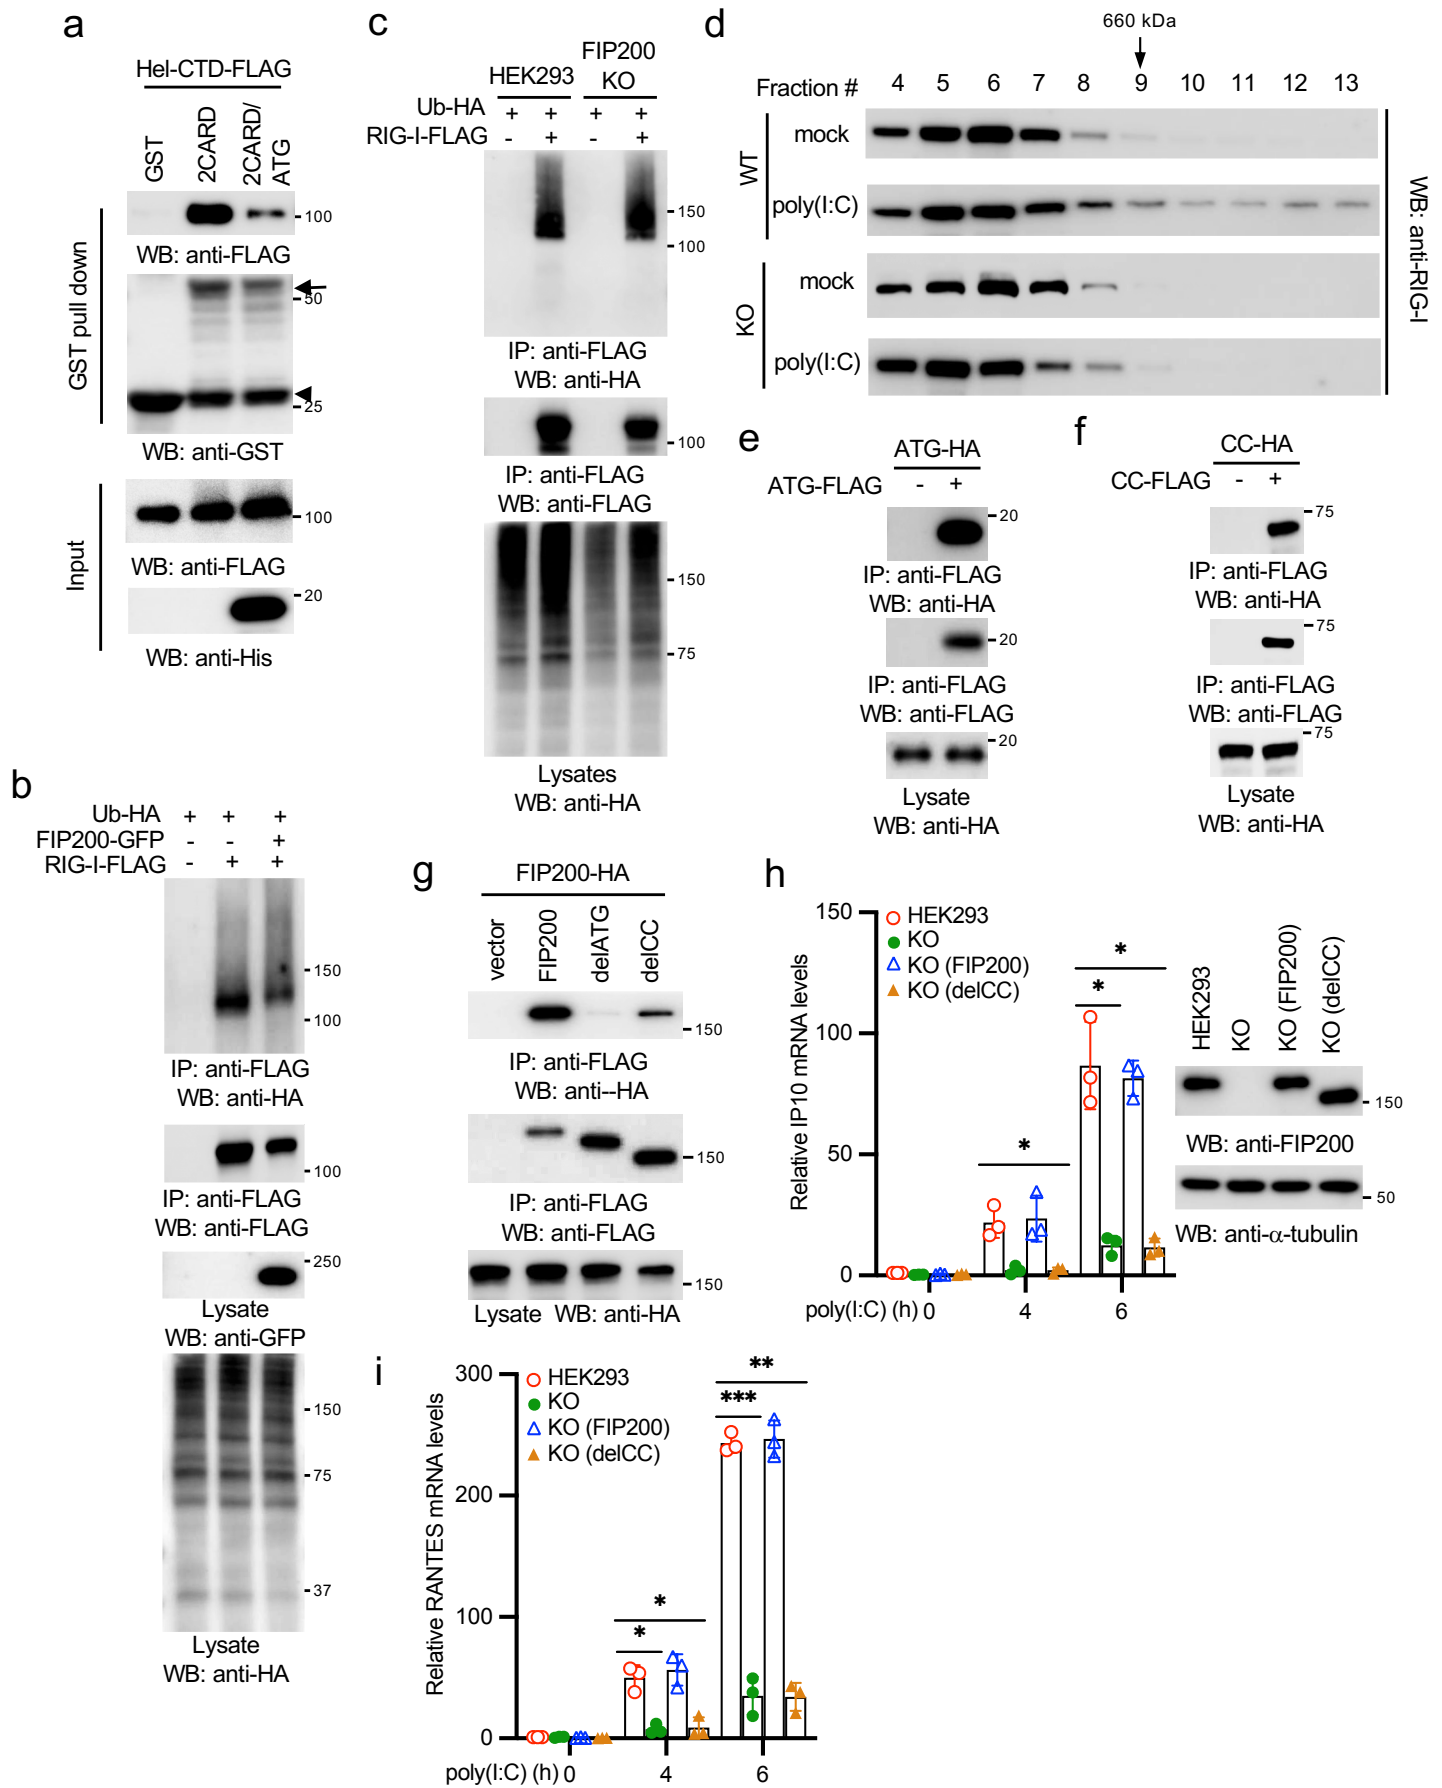 a
Hel-CTD-FLAG
GST
2CARD
2CARD/
ATG
100
WB: anti-FLAG
50
25
WB: anti-GST
GST pull down
100
WB: anti-FLAG
20
WB: anti-His
Input
b
Ub-HA + + +
FIP200-GFP - - +
RIG-I-FLAG - + +
150
100
IP: anti-FLAG
WB: anti-HA
100
IP: anti-FLAG
WB: anti-FLAG
250
Lysate
WB: anti-GFP
150
75
37
Lysate
WB: anti-HA
c
HEK293
FIP200
KO
Ub-HA + + + +
RIG-I-FLAG - + - +
150
100
IP: anti-FLAG
WB: anti-HA
100
IP: anti-FLAG
WB: anti-FLAG
150
75
Lysates
WB: anti-HA
d
660 kDa
Fraction # 4 5 6 7 8 9 10 11 12 13
WT
mock
poly(I:C)
KO
mock
poly(I:C)
WB: anti-RIG-I
e
ATG-HA
ATG-FLAG - +
20
IP: anti-FLAG
WB: anti-HA
20
IP: anti-FLAG
WB: anti-FLAG
20
Lysate
WB: anti-HA
f
CC-HA
CC-FLAG - +
75
IP: anti-FLAG
WB: anti-HA
75
IP: anti-FLAG
WB: anti-FLAG
75
Lysate
WB: anti-HA
g
FIP200-HA
vector
FIP200
delATG
delCC
150
IP: anti-FLAG
WB: anti--HA
150
IP: anti-FLAG
WB: anti-FLAG
150
Lysate WB: anti-HA
h
Relative IP10 mRNA levels
150
100
50
0
HEK293
KO
KO (FIP200)
KO (delCC)
*
*
*
poly(I:C) (h) 0 4 6
HEK293
KO
KO (FIP200)
KO (delCC)
150
WB: anti-FIP200
50
WB: anti-α-tubulin
i
Relative RANTES mRNA levels
300
200
100
0
HEK293
KO
KO (FIP200)
KO (delCC)
*
*
**
***
poly(I:C) (h) 0 4 6